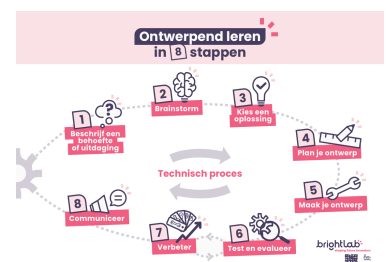 Ontwerpend leren
in 8 stappen
1
Beschrijf een
behoefte
of uitdaging
2
Brainstorm
3
Kies een
oplossing
4
Plan je ontwerp
5
Maak je ontwerp
6
Test en evalueer
7
Verbeter
8
Communiceer
Technisch proces
brightlab